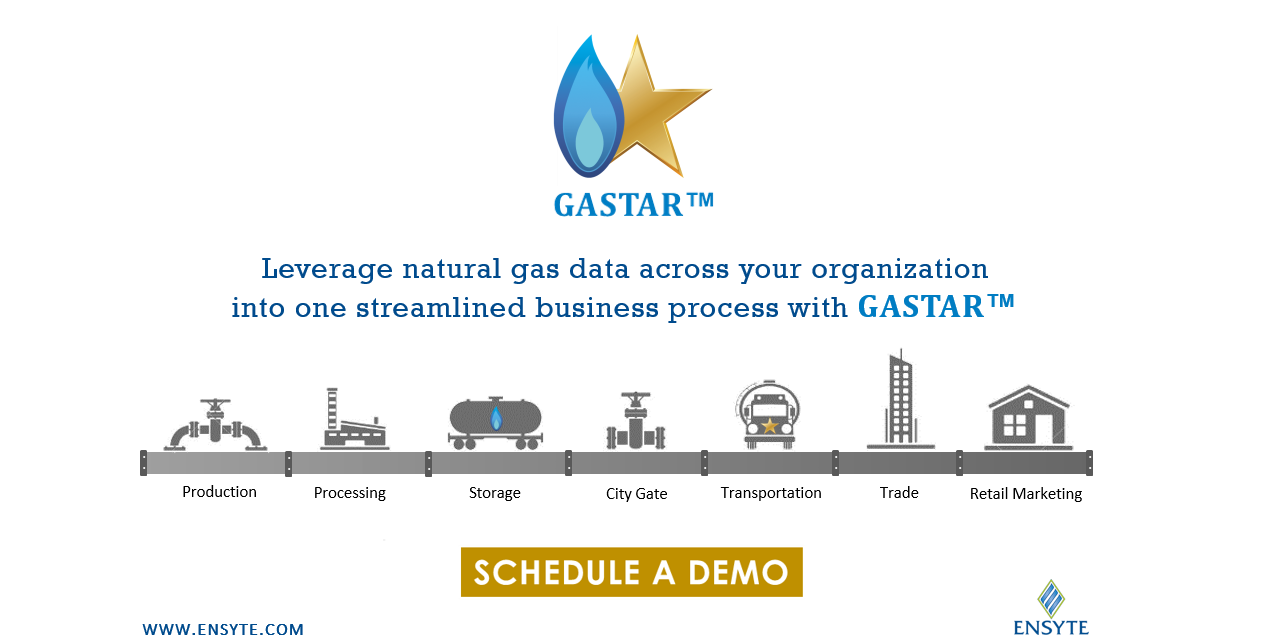 GASTAR™
Leverage natural gas data across your organization
into one streamlined business process with GASTAR™
Production
Processing
Storage
City Gate
Transportation
Trade
Retail Marketing
SCHEDULE A DEMO
WWW.ENSYTE.COM
ENSYTE